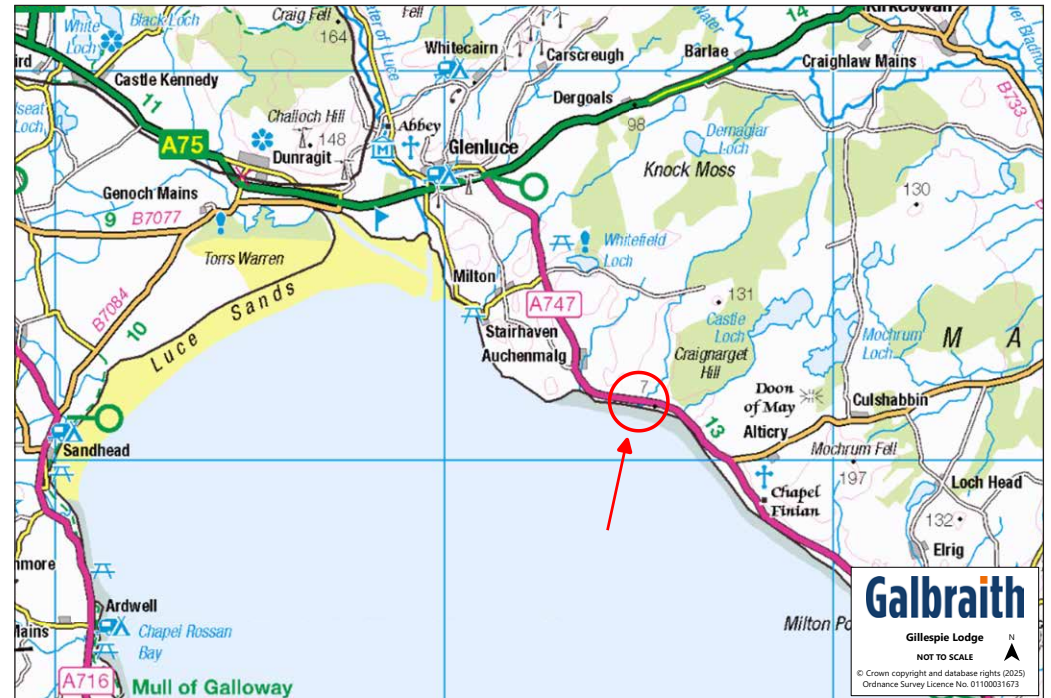 Craig Fell
164
Fell
14
White
Loch
Black Loch
Water of Luce
Whitecairn
Carscreugh
Barlae
Craighlaw Mains
Castle Kennedy
11
Dergoals
98
B733
Challoch Hill
148
Abbey
A75
Dunragit
Glenluce
Dernaglar
Loch
Knock Moss
Genoch Mains
130
9
B7077
Torrs Warren
Whitefield
Loch
Milton
Luce Sands
B7084
10
A747
131
Castle
Loch
Stairhaven
Auchenmalg
Craignarget
Hill
Mochrum
Loch
M A
7
Doon
of May
Culshabbin
13
Alticry
Sandhead
Mochrum Fell
197
Loch Head
Chapel
Finian
132
Elrig
Ardwell
Chapel Rossan
Bay
A716
Mull of Galloway
Galbraith
Gillespie Lodge
N
NOT TO SCALE
© Crown copyright and database rights (2025)
Ordnance Survey Licence No. 01100031673